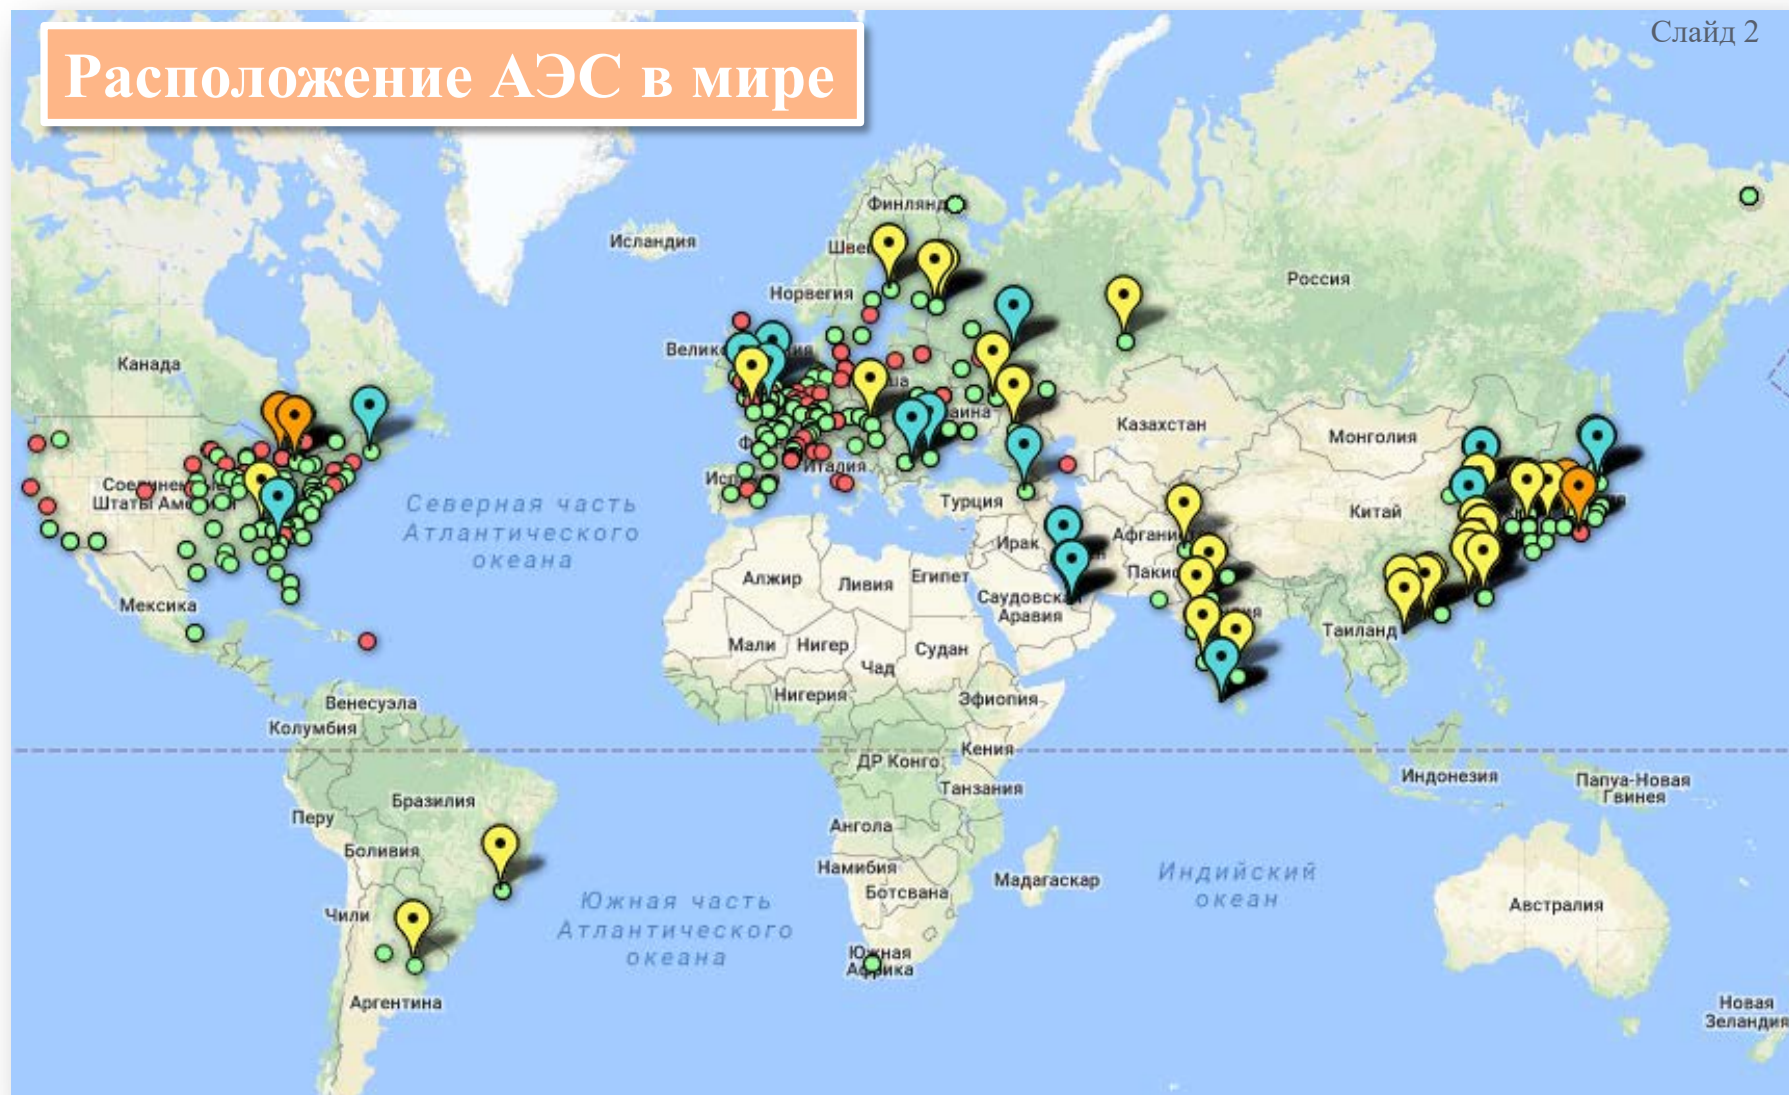 Слайд 2
Расположение АЭС в мире
Финлянд
Исландия
Шве
Россия
Норвегия
Канада
Казахстан
Монголия
Италия
Турция
Китай
Северная часть
Атлантического
океана
Ирак
Алжир
Ливия
Египет
Саудовска
Аравия
Мексика
Мали
Нигер
Чад
Судан
Таиланд
Нигерия
Эфиопия
Венесуэла
Колумбия
Кения
ДР Конго
Танзания
Индонезия
Папуа-Новая
Гвинея
Бразилия
Перу
Ангола
Боливия
Намибия
Ботсвана
Мадагаскар
Индийский
океан
Южная часть
Атлантического
океана
Чили
Австралия
Южная
Африка
Аргентина
Новая
Зеландия